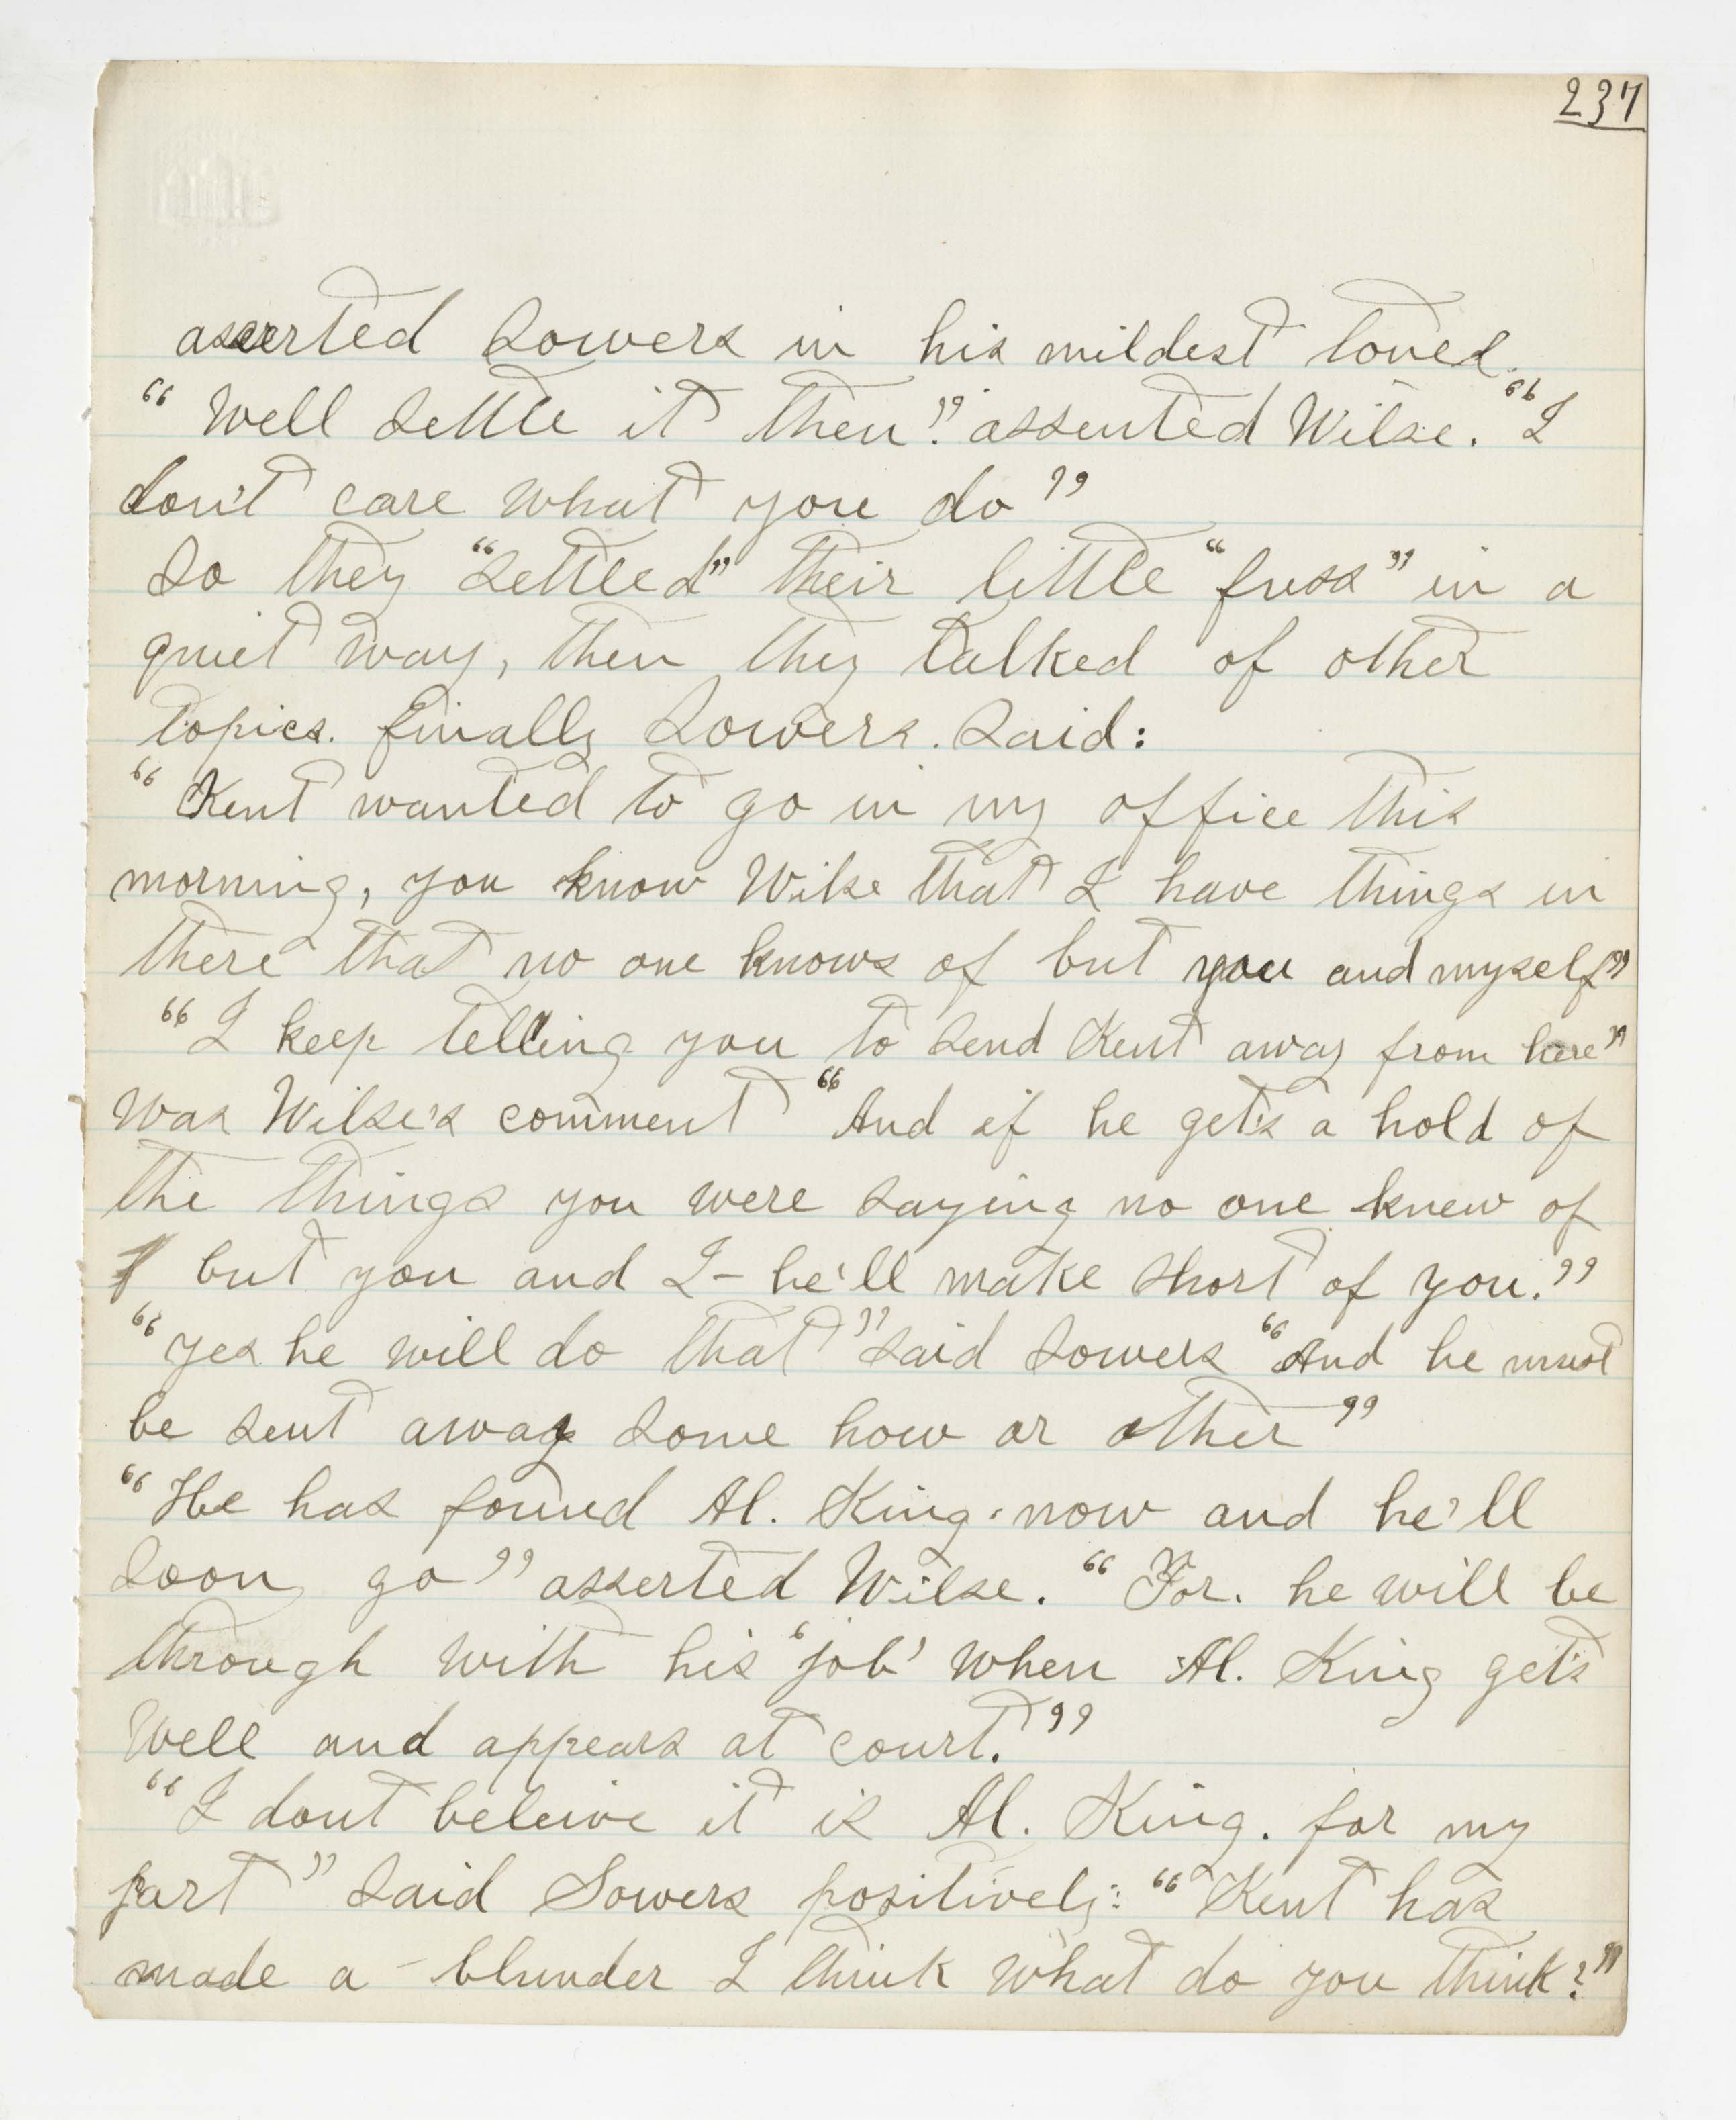 237
asserted Sowers in his mildest tones.
"Well settle it then." assented Wilse. "I
don't care what you do"
So they "settled" their little "fuss" in a
quiet way, then they talked of other
topics. finally Sowers. Said:
"Kent wanted to go in my office this
morning, you know Wilse that I have things in
there that no one knows of but you and myself"
"I keep telling you to send Kent away from here"
was Wilse's comment "And if he get's a hold of
the things you were saying no one knew of
but you and I - he'll make short of you."
"yes he will do that" said Sowers "And he must
be sent away some how or other"
"He has found Al. King. now and he'll
soon go" asserted Wilse. "For. he will be
through with his 'job' when Al. King get's
well and appears at court."
"I dont beleive it is Al. King. for my
part" said Sowers positively: "Kent has
made a - blunder I think what do you think?"